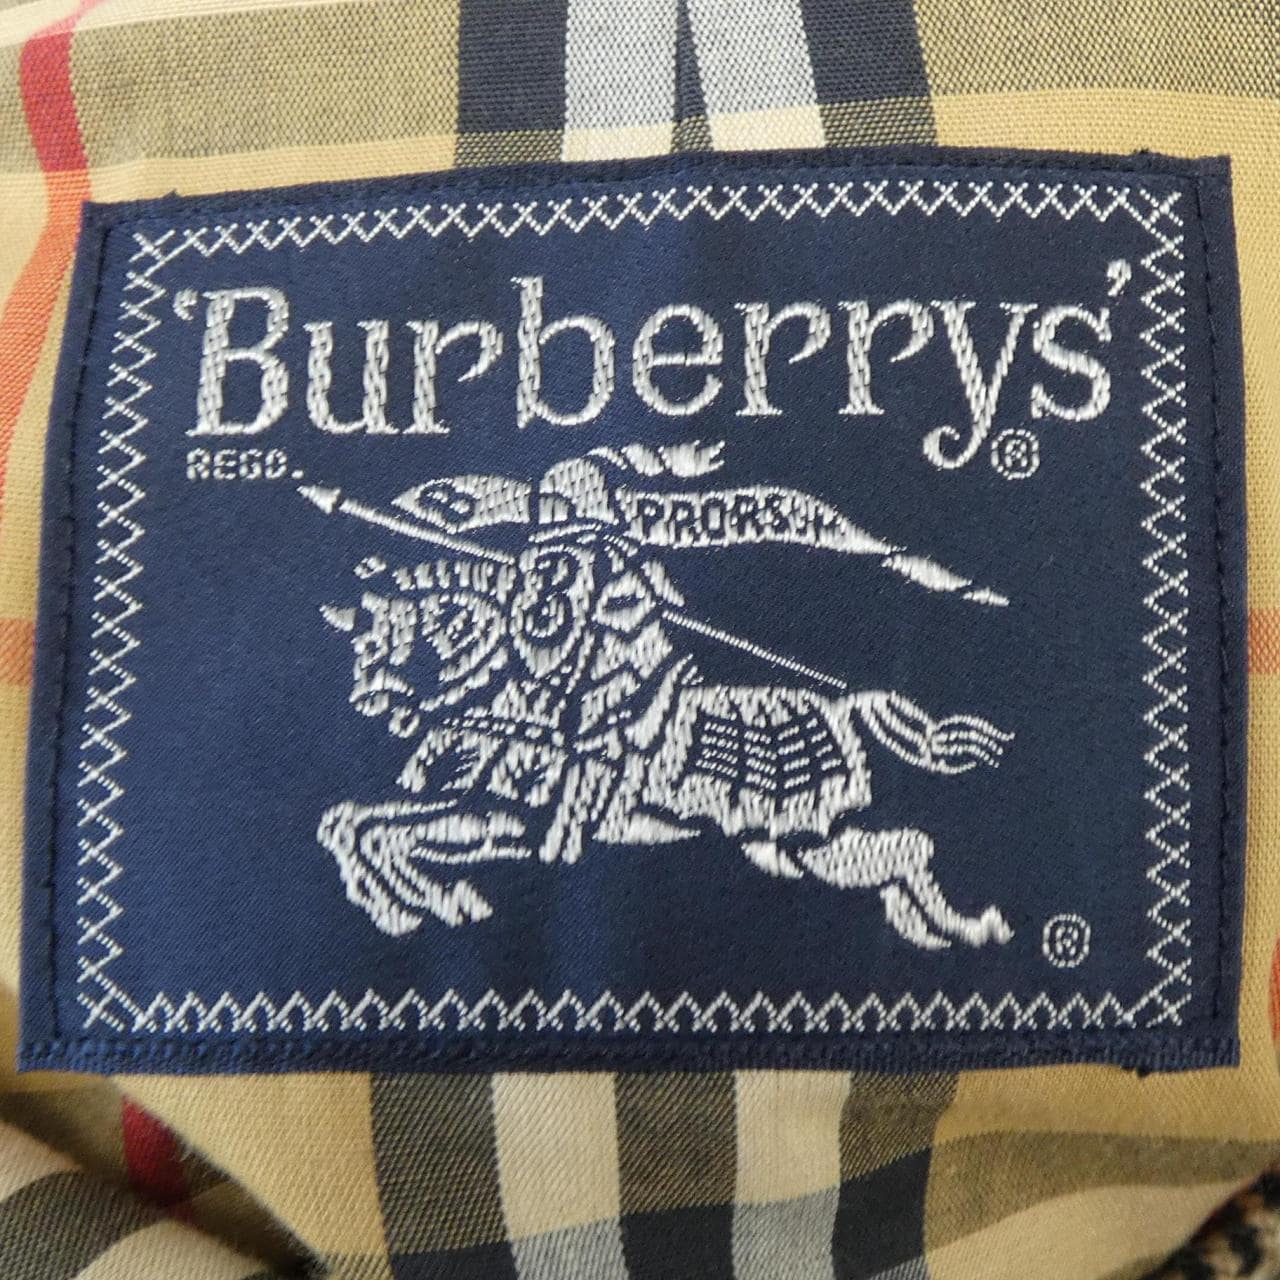 'Burberrys'
REGD. ®
B PRORSUM
B
®